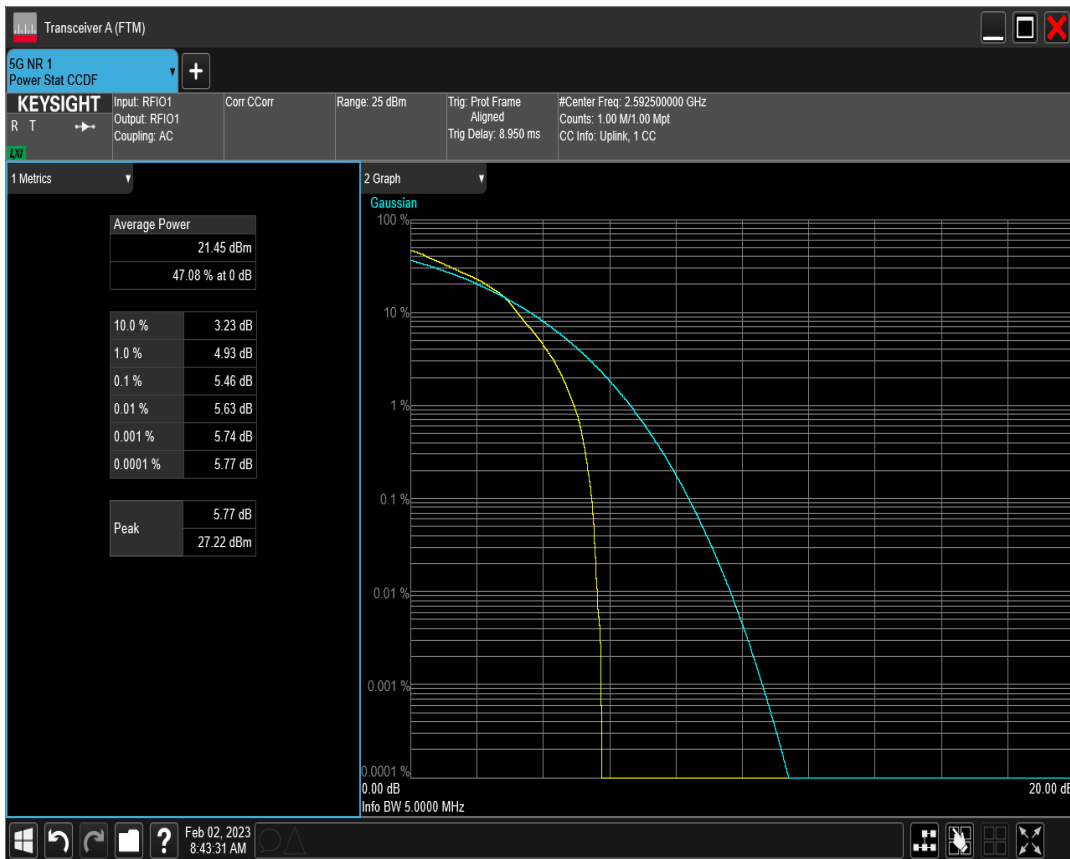 Transceiver A (FTM)
5G NR 1
Power Stat CCDF
+
KEYSIGHT
R T
LXI
Input: RFIO1
Output: RFIO1
Coupling: AC
Corr CCorr
Range: 25 dBm
Trig: Prot Frame
Aligned
Trig Delay: 8.950 ms
#Center Freq: 2.592500000 GHz
Counts: 1.00 M/1.00 Mpt
CC Info: Uplink, 1 CC
1 Metrics
Average Power
21.45 dBm
47.08 % at 0 dB
10.0 % 3.23 dB
1.0 % 4.93 dB
0.1 % 5.46 dB
0.01 % 5.63 dB
0.001 % 5.74 dB
0.0001 % 5.77 dB
Peak
5.77 dB
27.22 dBm
2 Graph
Gaussian
100 %
10 %
1 %
0.1 %
0.01 %
0.001 %
0.0001 %
0.00 dB 20.00 dB
Info BW 5.0000 MHz
?
Feb 02, 2023
8:43:31 AM